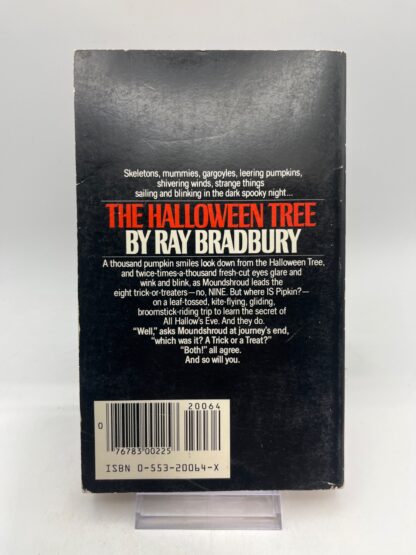 Skeletons, mummies, gargoyles, leering pumpkins,
shivering winds, strange things
sailing and blinking in the dark spooky night...
THE HALLOWEEN TREE
BY RAY BRADBURY
A thousand pumpkin smiles look down from the Halloween Tree,
and twice-times-a-thousand fresh-cut eyes glare and
wink and blink, as Moundshroud leads the
eight trick-or-treaters—no, NINE. But where IS Pipkin?—
on a leaf-tossed, kite-flying, gliding,
broomstick-riding trip to learn the secret of
All Hallow's Eve. And they do.
"Well," asks Moundshroud at journey's end,
"which was it? A Trick or a Treat?"
"Both!" all agree.
And so will you.
20064
0
76783 00225
ISBN 0-553-20064-X